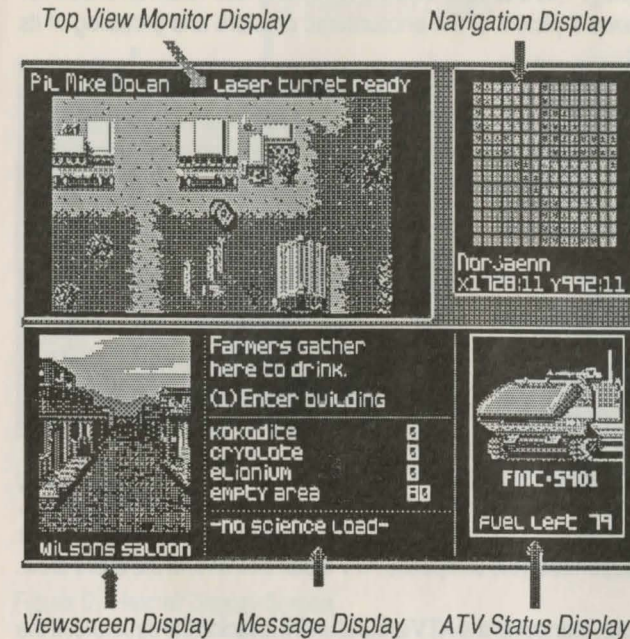 Top View Monitor Display
Navigation Display
Pil Mike Dolan
Laser turret ready
Norjaenn
X1728:11 Y992:11
Farmers gather
here to drink.
(1) Enter building
kokodite 0
cryolote 0
elionium 0
empty area 80
-no science load-
wilsons saloon
FMC-5401
Fuel Left 79
Viewscreen Display
Message Display
ATV Status Display